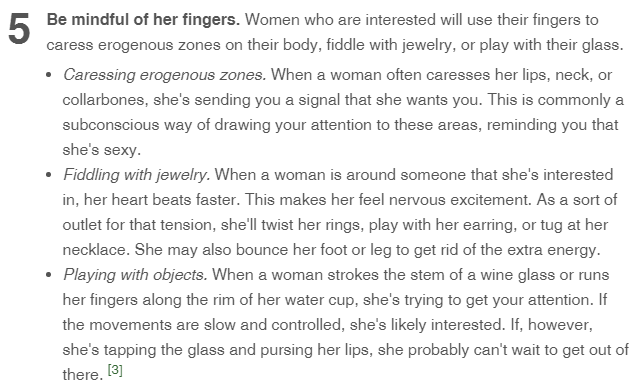 5 Be mindful of her fingers. Women who are interested will use their fingers to
caress erogenous zones on their body, fiddle with jewelry, or play with their glass.
• Caressing erogenous zones. When a woman often caresses her lips, neck, or
collarbones, she's sending you a signal that she wants you. This is commonly a
subconscious way of drawing your attention to these areas, reminding you that
she's sexy.
• Fiddling with jewelry. When a woman is around someone that she's interested
in, her heart beats faster. This makes her feel nervous excitement. As a sort of
outlet for that tension, she'll twist her rings, play with her earring, or tug at her
necklace. She may also bounce her foot or leg to get rid of the extra energy.
• Playing with objects. When a woman strokes the stem of a wine glass or runs
her fingers along the rim of her water cup, she's trying to get your attention. If
the movements are slow and controlled, she's likely interested. If, however,
she's tapping the glass and pursing her lips, she probably can't wait to get out of
there. [3]